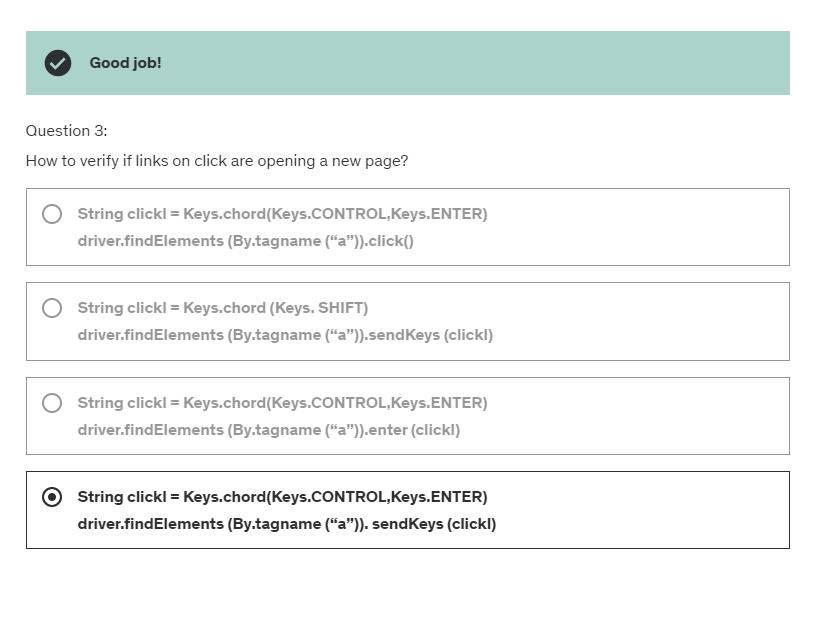 Good job!
Question 3:
How to verify if links on click are opening a new page?
String clickl = Keys.chord(Keys.CONTROL,Keys.ENTER)
driver.findElements (By.tagname (“a”)).click()
String clickl = Keys.chord (Keys. SHIFT)
driver.findElements (By.tagname (“a”)).sendKeys (clickl)
String clickl = Keys.chord(Keys.CONTROL,Keys.ENTER)
driver.findElements (By.tagname (“a”)).enter (clickl)
String clickl = Keys.chord(Keys.CONTROL,Keys.ENTER)
driver.findElements (By.tagname (“a”)). sendKeys (clickl)